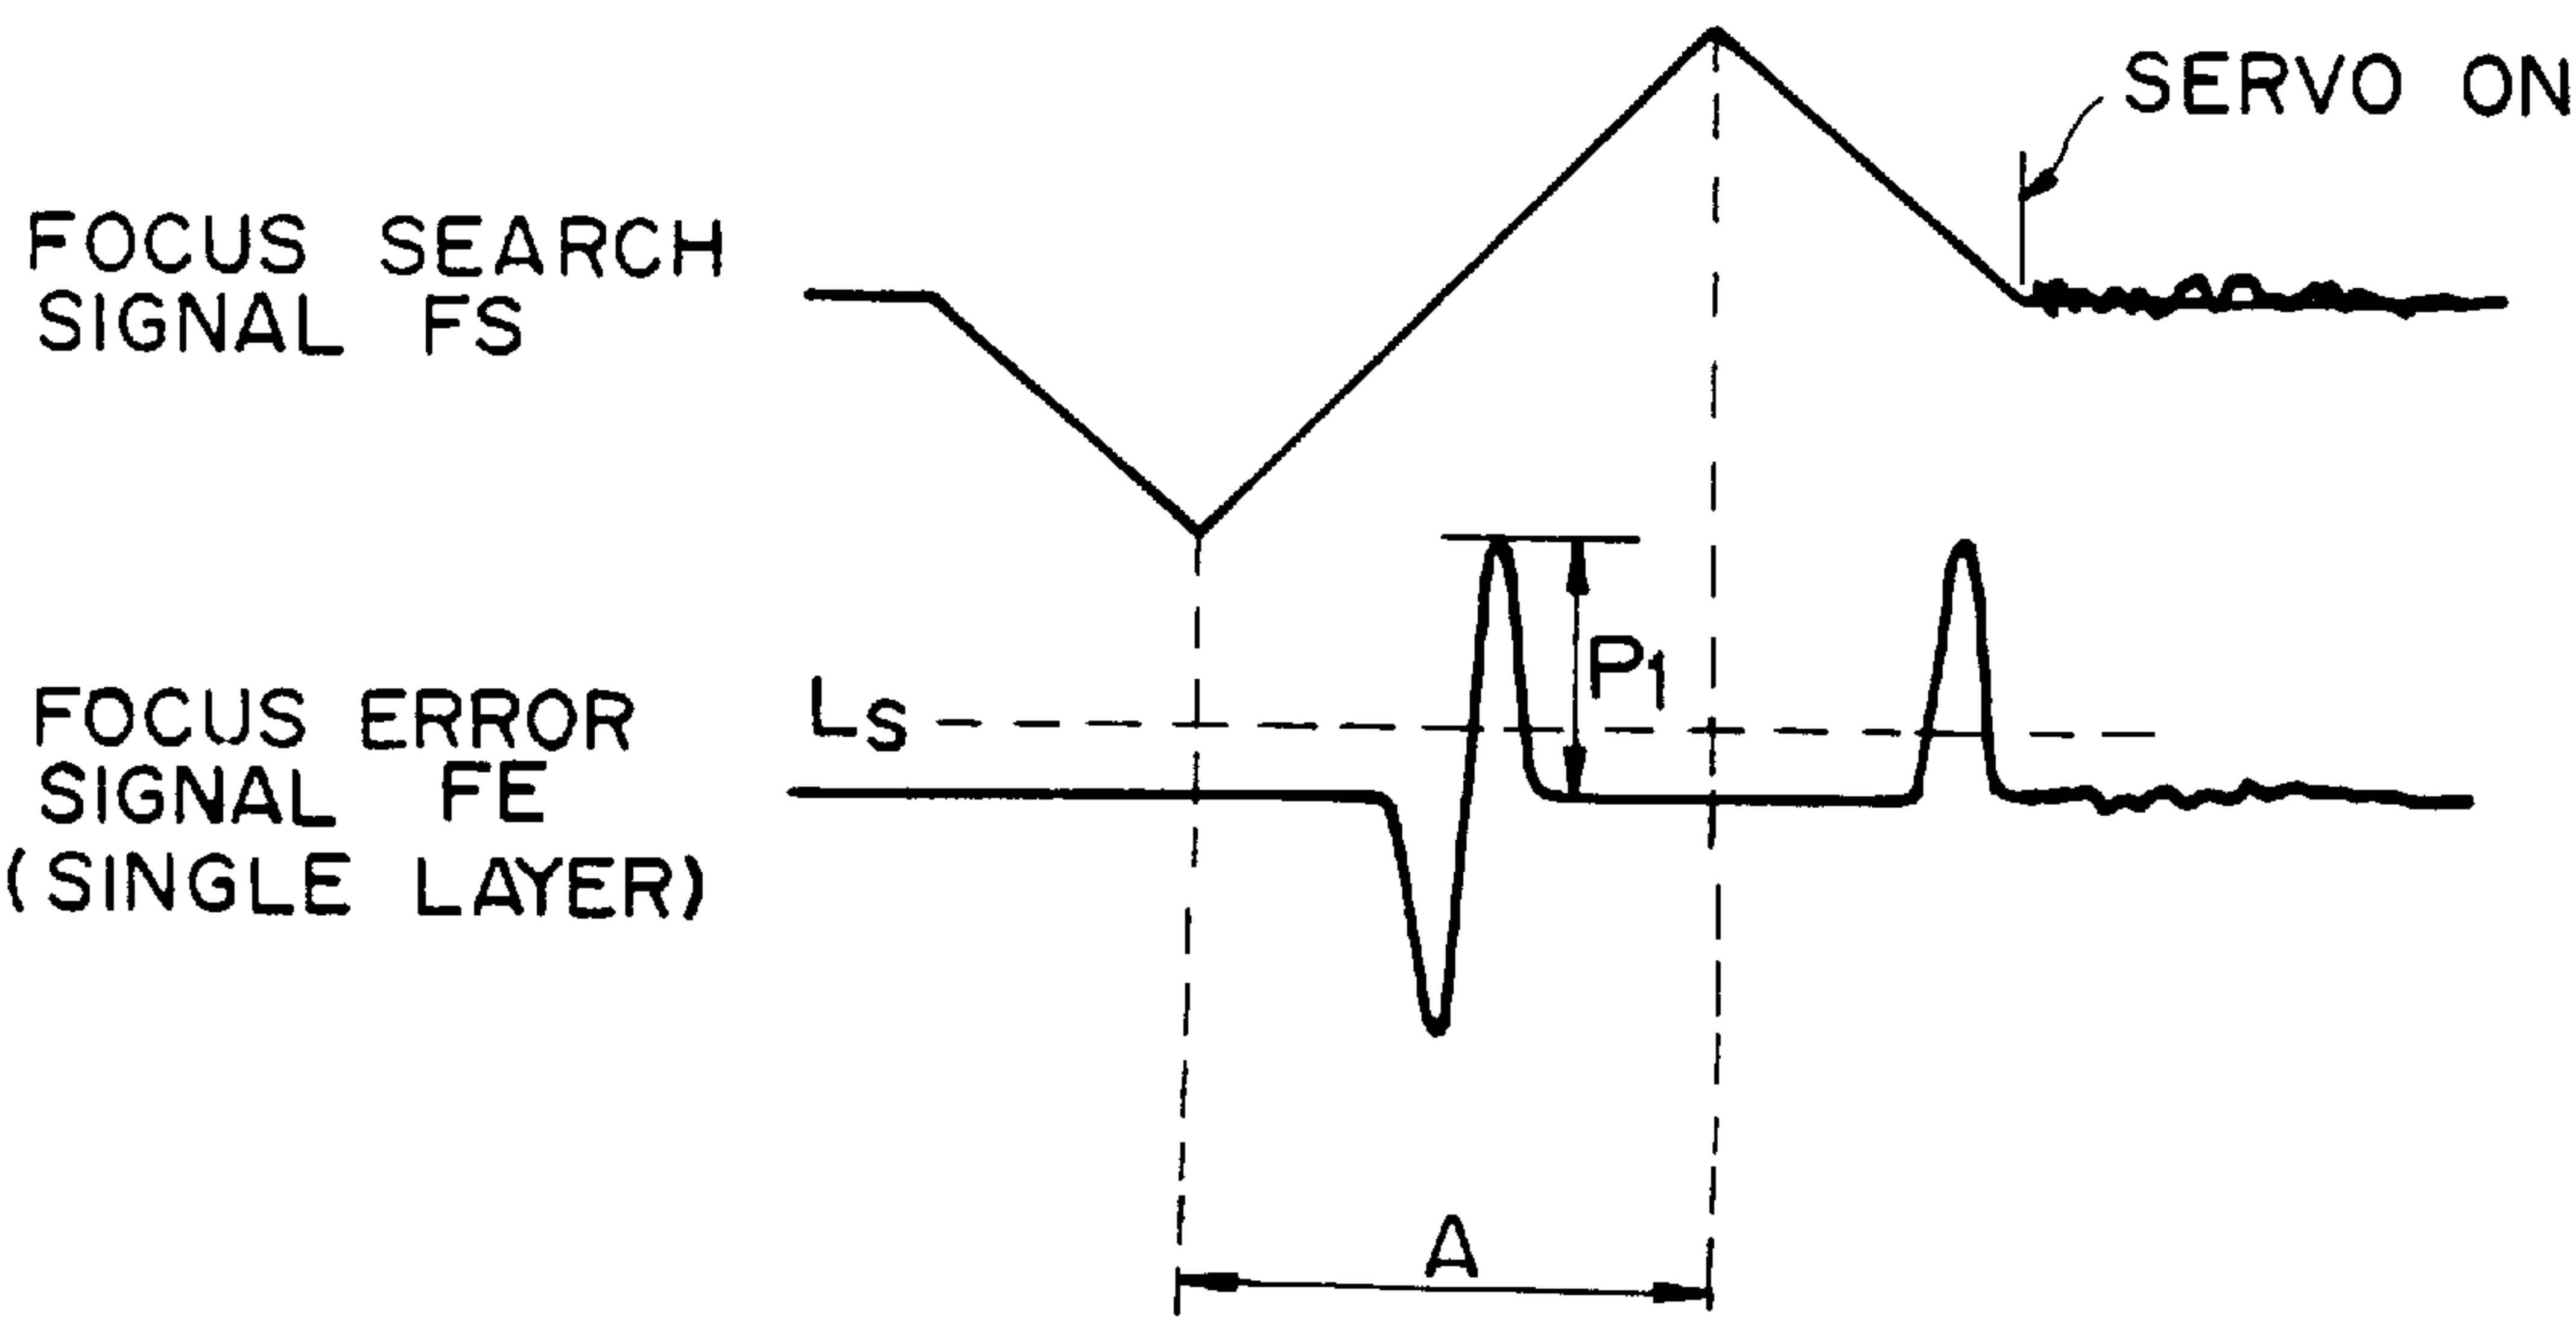 SERVO ON
FOCUS SEARCH
SIGNAL FS
P1
LS
FOCUS ERROR
SIGNAL FE
(SINGLE LAYER)
A